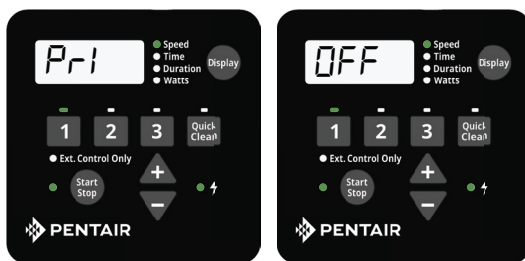 Pri
Speed
Time
Duration
Watts
Display
1
2
3
Quick
Clean
Ext. Control Only
Start
Stop
+
-
PENTAIR
OFF
Speed
Time
Duration
Watts
Display
1
2
3
Quick
Clean
Ext. Control Only
Start
Stop
+
-
PENTAIR